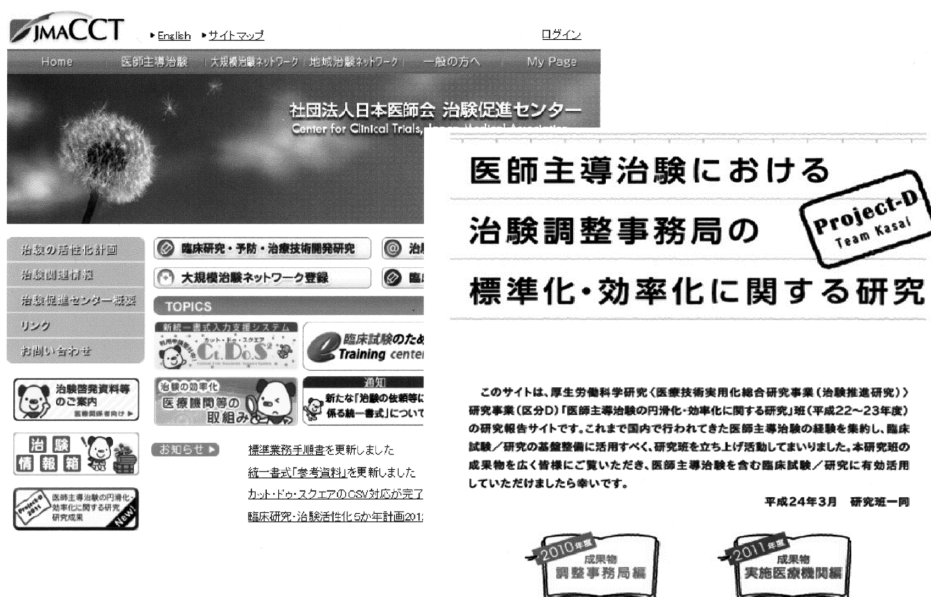 JMACCT
English サイトマップ ログイン
Home 医師主導治験 大規模治験ネットワーク 地域治験ネットワーク 一般の方へ My Page
社団法人日本医師会 治験促進センター
Center for Clinical Trials,
治験の活性化計画
治験関連情報
治験促進センター概要
リンク
お問い合わせ
臨床研究・予防・治療技術開発研究
大規模治験ネットワーク登録
TOPICS
新統一書式入力支援システム
カット・ドゥ・スクエア
Ct.Do.S2
臨床試験のため
e Training cente
治験の効率化
医療機関等の
取組み
通知
新たな「治験の依頼等に
係る統一書式」につい
治験啓発資料等
のご案内
医療関係者向け
治験
情報箱
Project-D
2011
医師主導治験の円滑化・
効率化に関する研究
研究成果
New!
お知らせ
標準業務手順書を更新しました
統一書式「参考資料」を更新しました
カット・ドゥ・スクエアのCSV対応が完了
臨床研究・治験活性化5か年計画201
医師主導治験における
治験調整事務局の
標準化・効率化に関する研究
Project-D
Team Kasai
このサイトは、厚生労働科学研究〈医療技術実用化総合研究事業(治験推進研究)〉
研究事業(区分D)「医師主導治験の円滑化・効率化に関する研究」班(平成22〜23年度)
の研究報告サイトです。これまで国内で行われてきた医師主導治験の経験を集約し、臨床
試験/研究の基盤整備に活用すべく、研究班を立ち上げ活動してまいりました。本研究班の
成果物を広く皆様にご覧いただき、医師主導治験を含む臨床試験/研究に有効活用
していただけましたら幸いです。
平成24年3月 研究班一同
2010年度
成果物
調整事務局編
2011年度
成果物
実施医療機関編